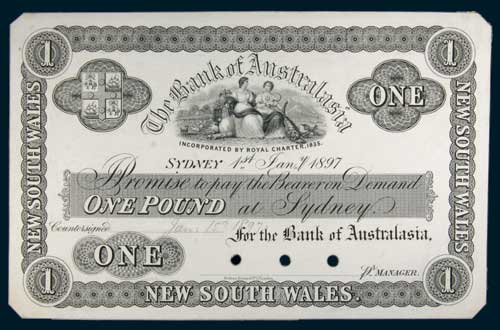 1
1
NEW SOUTH WALES
The Bank of Australasia
ONE
NEW SOUTH WALES
INCORPORATED BY ROYAL CHARTER, 1835.
SYDNEY 1st Jany 1897
Promise to pay the Bearer on Demand
ONE POUND at Sydney.
Countersigned
For the Bank of Australasia,
ONE
pr. MANAGER.
1
NEW SOUTH WALES.
1